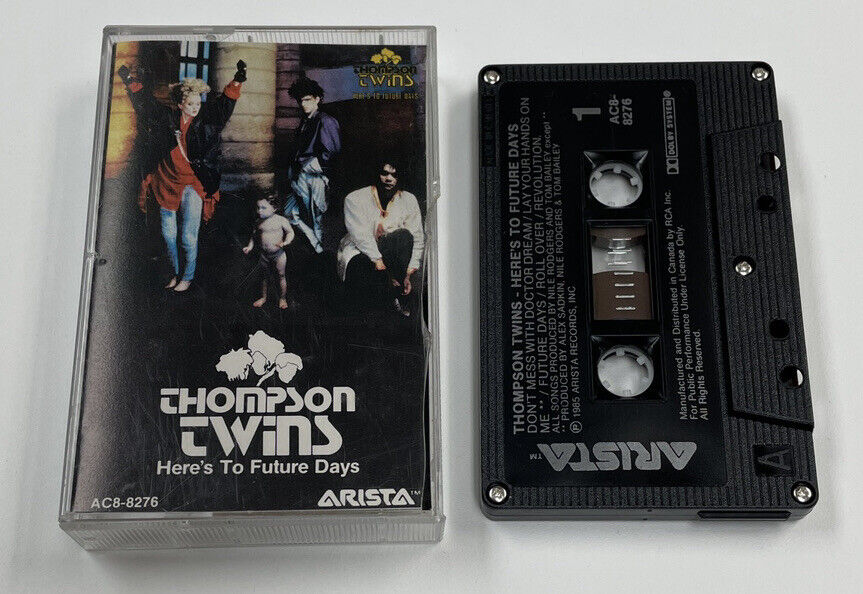 THOMPSON
TWINS
HERE'S TO FUTURE DAYS
THOMPSON
TWINS
Here's To Future Days
AC8-8276
ARISTA™
1
AC8-
8276
DOLBY SYSTEM®
THOMPSON TWINS - HERE'S TO FUTURE DAYS
DON'T MESS WITH DOCTOR DREAM / LAY YOUR HANDS ON
ME ** / FUTURE DAYS / ROLL OVER / REVOLUTION.
ALL SONGS PRODUCED BY NILE RODGERS AND TOM BAILEY except **
** PRODUCED BY ALEX SADKIN, NILE RODGERS & TOM BAILEY
℗ 1985 ARISTA RECORDS, INC
Manufactured and Distributed in Canada by RCA Inc.
For Public Performance Under License Only.
All Rights Reserved.
ARISTA™
A